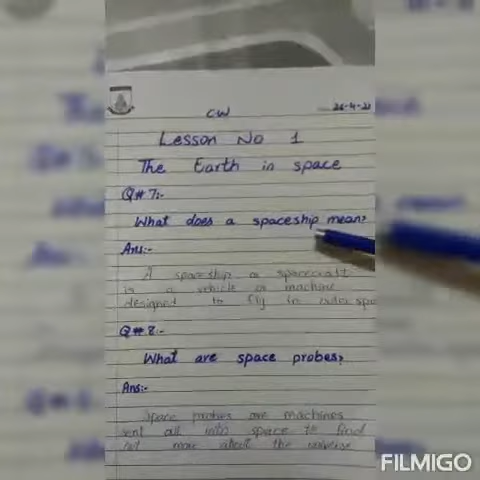 CW
26-4-21
Lesson No 1
The Earth in space
Q#7:-
What does a spaceship mean?
Ans:-
A spaceship or spacecraft
is a vehicle or machine
designed to fly in outer spa
Q#8:-
What are space probes?
Ans:-
Space probes are machines
sent out into space to find
out more about the universe
FILMIGO